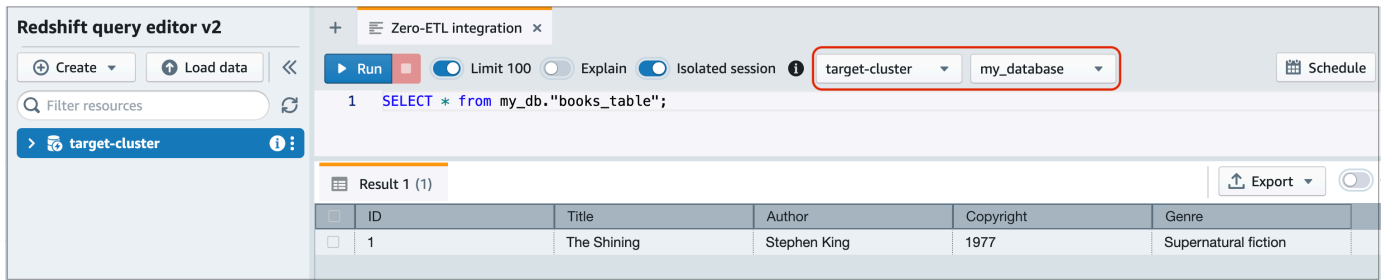 Redshift query editor v2
Create
Load data
Filter resources
target-cluster
Zero-ETL integration
Run
Limit 100
Explain
Isolated session
target-cluster
my_database
Schedule
1 SELECT * from my_db."books_table";
Result 1 (1)
Export
ID Title Author Copyright Genre
1 The Shining Stephen King 1977 Supernatural fiction